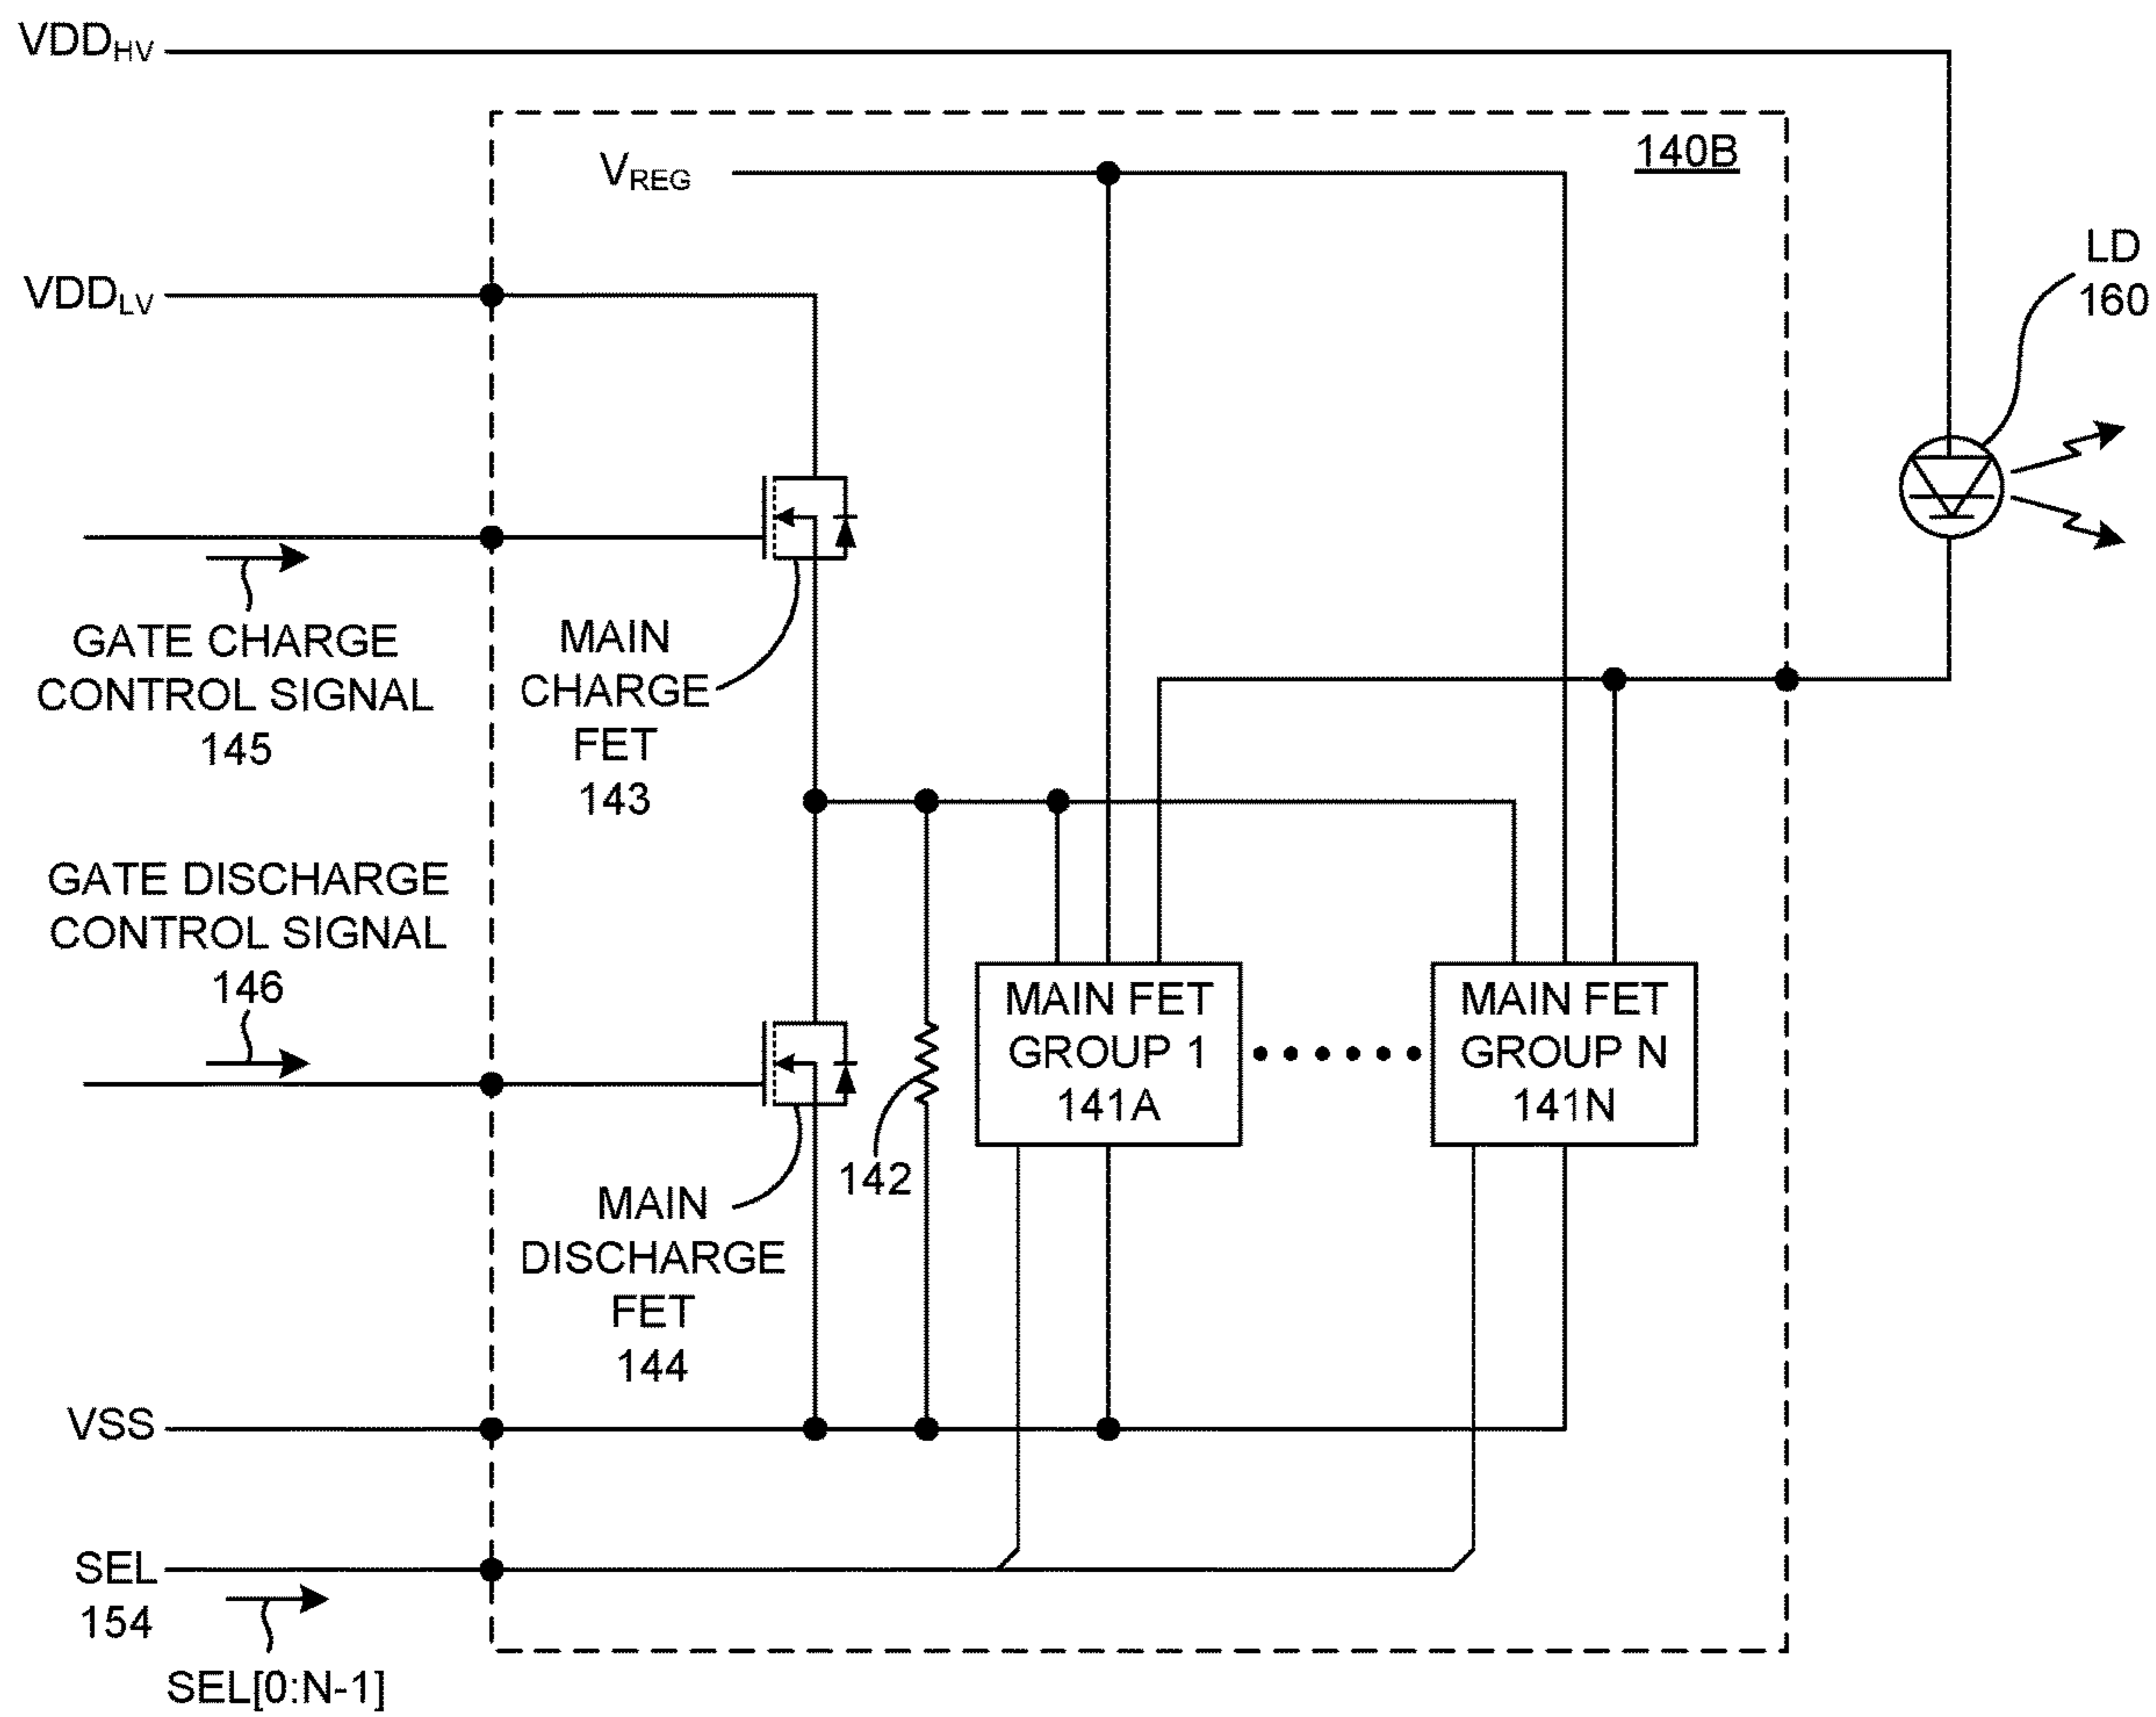 VDDHV
140B
VREG
LD
160
VDDLV
GATE CHARGE
CONTROL SIGNAL
145
MAIN
CHARGE
FET
143
GATE DISCHARGE
CONTROL SIGNAL
146
MAIN FET
GROUP 1
141A
MAIN FET
GROUP N
141N
142
MAIN
DISCHARGE
FET
144
VSS
SEL
154
SEL[0:N-1]